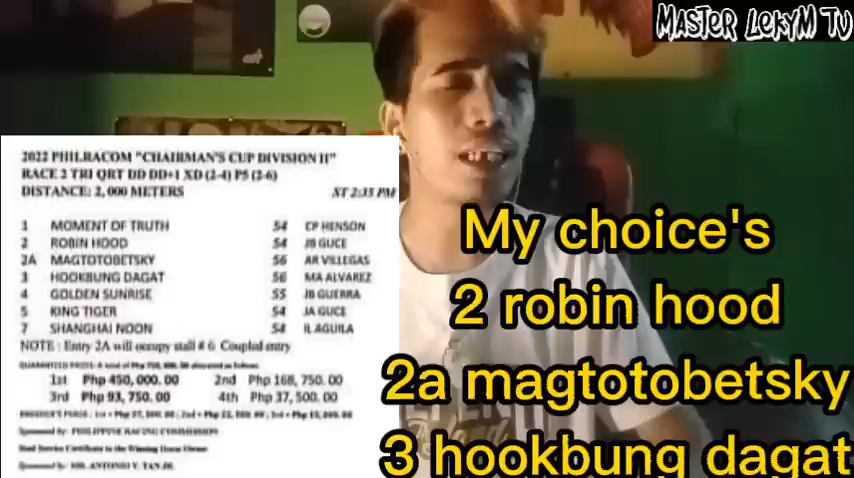 MASTER LEKYM TV
2022 PHILRACOM "CHAIRMAN'S CUP DIVISION II"
RACE 2 TRI QRT DD DD+1 XD (2-4) P5 (2-6)
DISTANCE: 2,000 METERS ST 2:35 PM
1 MOMENT OF TRUTH 54 CP HENSON
2 ROBIN HOOD 54 JB GUCE
2A MAGTOTOBETSKY 56 AR VILLEGAS
3 HOOKBUNG DAGAT 56 MA ALVAREZ
4 GOLDEN SUNRISE 55 JB GUERRA
5 KING TIGER 54 JA GUCE
7 SHANGHAI NOON 54 JL AGUILA
NOTE : Entry 2A will occupy stall # 6 Coupled entry
1st Php 450,000.00 2nd Php 168,750.00
3rd Php 93,750.00 4th Php 37,500.00
Sponsored by: PHILIPPINE RACING COMMISSION
Sponsored by: MR. ANTONIO V. TAN JR.
My choice's
2 robin hood
2a magtotobetsky
3 hookbung dagat